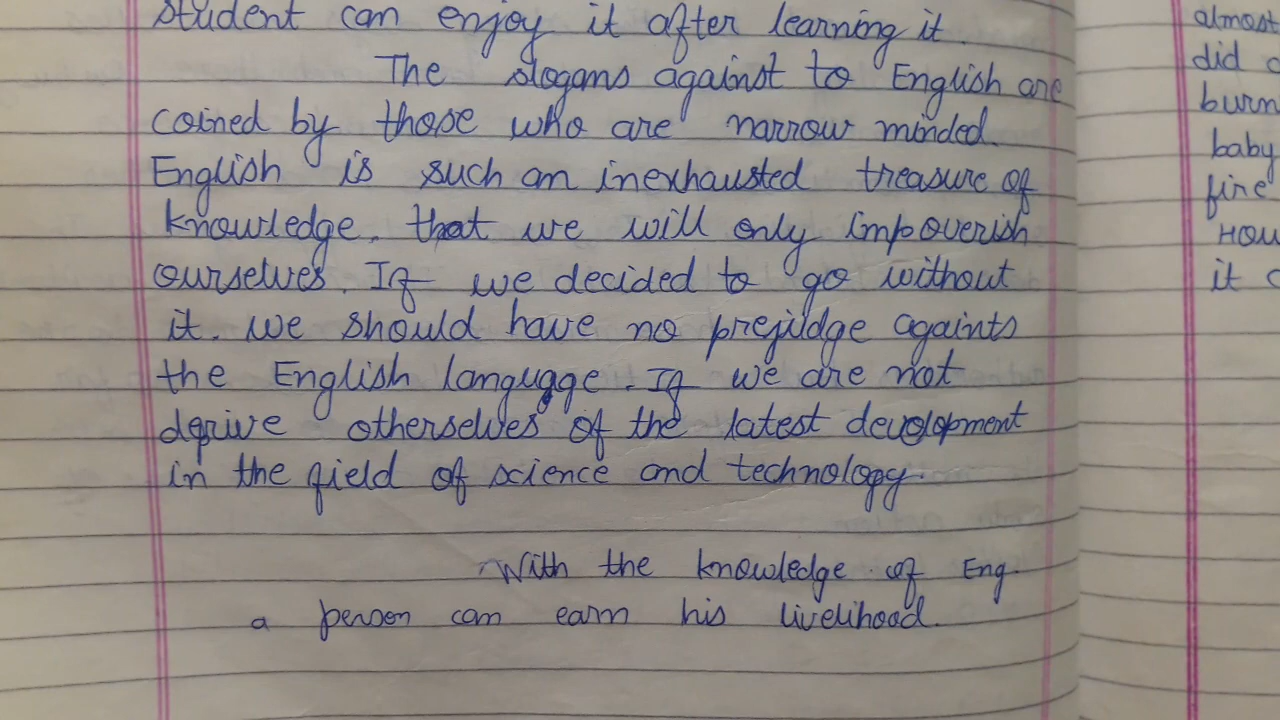 student can enjoy it after learning it.
The slogans against to English are
coined by those who are narrow minded.
English is such an inexhausted treasure of
knowledge. that we will only impoverish
ourselves. If we decided to go without
it. we should have no prejudge againts
the English langugge. If we are not
derive otherselves of the latest development
in the field of science and technology.
With the knowledge of Eng.
a person can earn his livelihood.
almost
did
burn
baby
fire
HOW
it